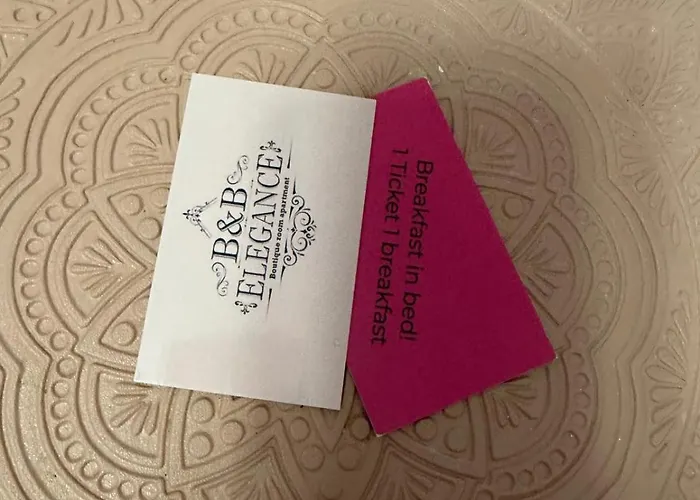 B&B
ELEGANCE
Boutique room apartment
Breakfast in bed!
1 Ticket 1 breakfast